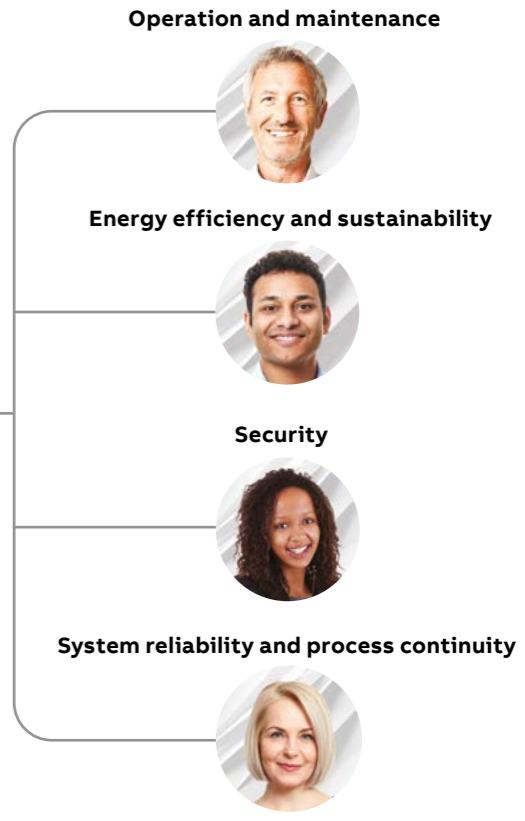 Operation and maintenance
Energy efficiency and sustainability
Security
System reliability and process continuity